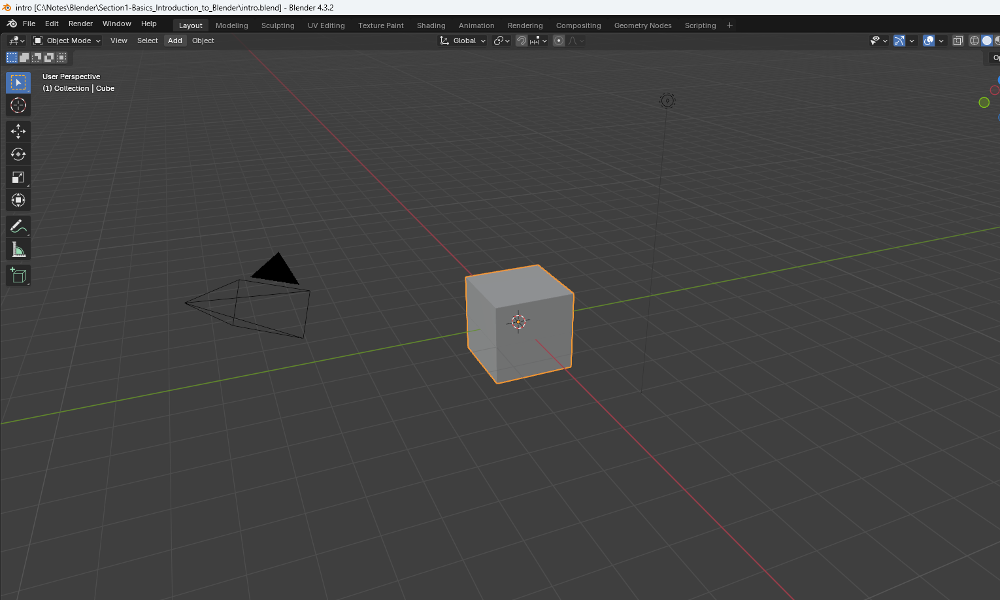 intro [C:\Notes\Blender\Section1-Basics_Introduction_to_Blender\intro.blend] - Blender 4.3.2
File Edit Render Window Help Layout Modeling Sculpting UV Editing Texture Paint Shading Animation Rendering Compositing Geometry Nodes Scripting +
Object Mode View Select Add Object Global
User Perspective
(1) Collection | Cube